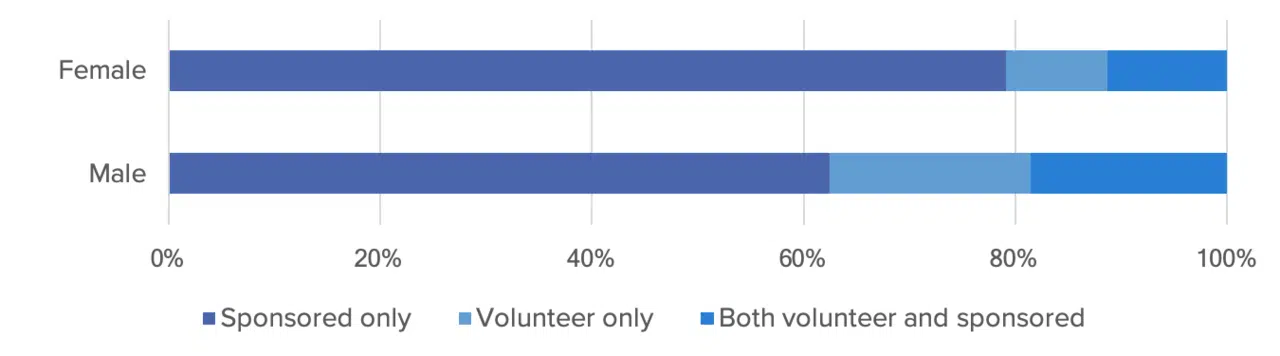 Female
Male
0% 20% 40% 60% 80% 100%
Sponsored only Volunteer only Both volunteer and sponsored